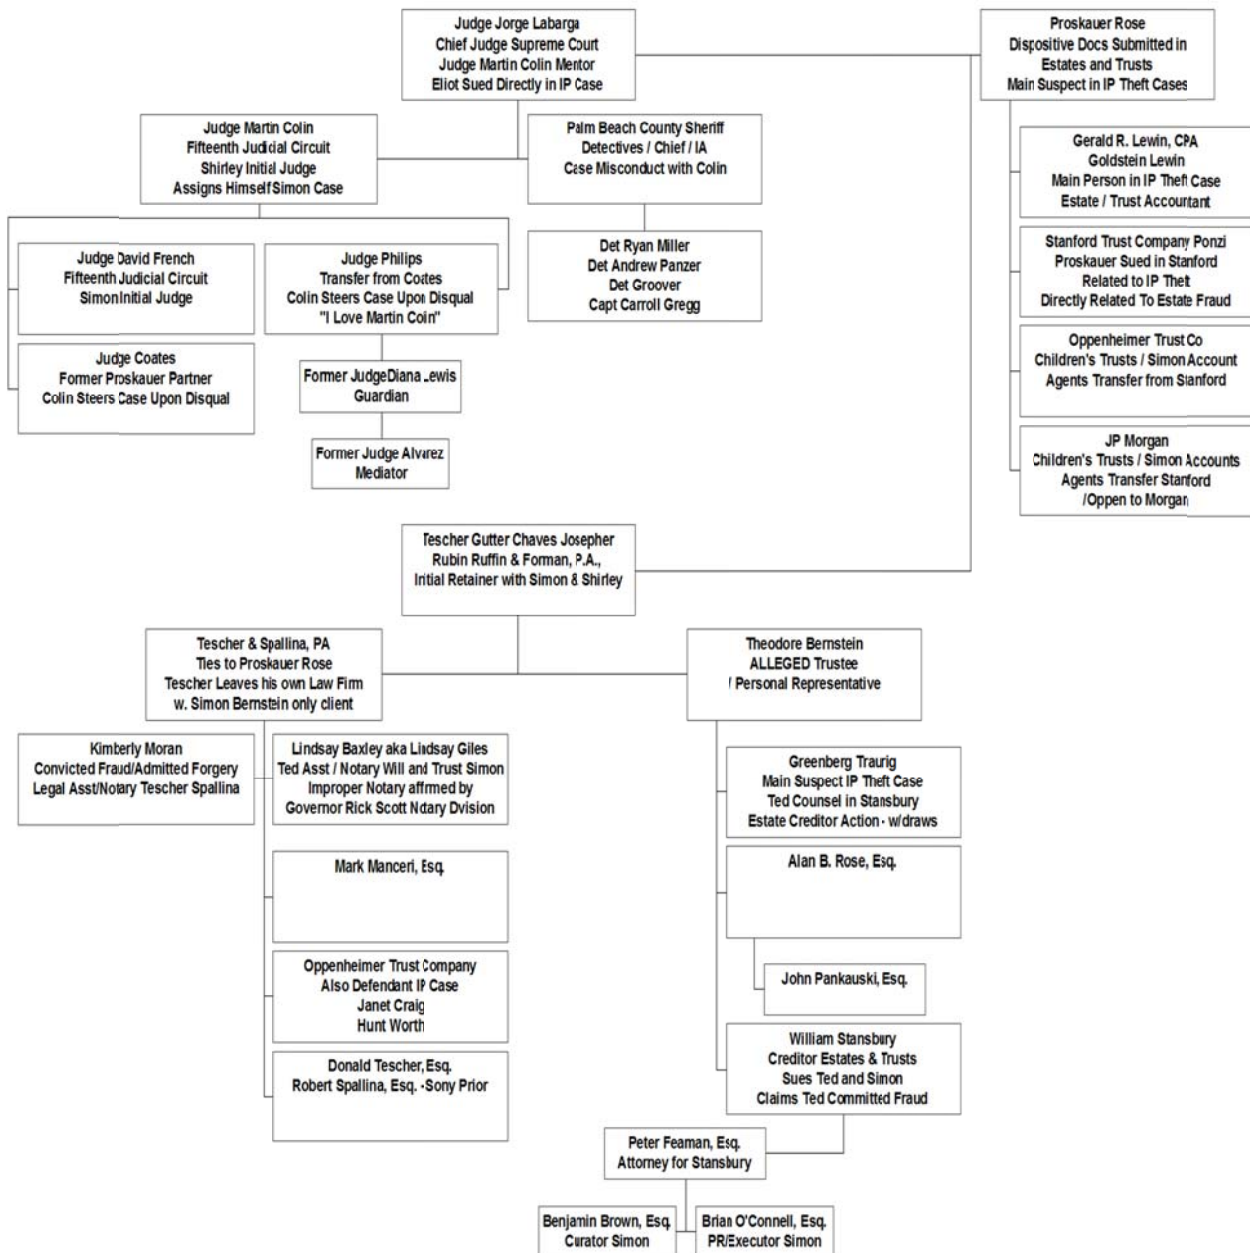 Judge Jorge Labarga
Chief Judge Supreme Court
Judge Martin Colin Mentor
Eliot Sued Directly in IP Case
Proskauer Rose
Dispositive Docs Submitted in
Estates and Trusts
Main Suspect in IP Theft Cases
Judge Martin Colin
Fifteenth Judicial Circuit
Shirley Initial Judge
Assigns Himself Simon Case
Palm Beach County Sheriff
Detectives / Chief / IA
Case Misconduct with Colin
Gerald R. Lewin, CPA
Goldstein Lewin
Main Person in IP Theft Case
Estate / Trust Accountant
Judge David French
Fifteenth Judicial Circuit
Simon Initial Judge
Judge Philips
Transfer from Coates
Colin Steers Case Upon Disqual
"I Love Martin Coin"
Det Ryan Miller
Det Andrew Panzer
Det Groover
Capt Carroll Gregg
Stanford Trust Company Ponzi
Proskauer Sued in Stanford
Related to IP Theft
Directly Related To Estate Fraud
Judge Coates
Former Proskauer Partner
Colin Steers Case Upon Disqual
Former Judge Diana Lewis
Guardian
Oppenheimer Trust Co
Children's Trusts / Simon Account
Agents Transfer from Stanford
Former Judge Alvarez
Mediator
JP Morgan
Children's Trusts / Simon Accounts
Agents Transfer Stanford
/Oppen to Morgan
Tescher Gutter Chaves Josepher
Rubin Ruffin & Forman, P.A.,
Initial Retainer with Simon & Shirley
Tescher & Spallina, PA
Ties to Proskauer Rose
Tescher Leaves his own Law Firm
w. Simon Bernstein only client
Theodore Bernstein
ALLEGED Trustee
/ Personal Representative
Kimberly Moran
Convicted Fraud/Admitted Forgery
Legal Asst/Notary Tescher Spallina
Lindsay Baxley aka Lindsay Giles
Ted Asst / Notary Will and Trust Simon
Improper Notary affirmed by
Governor Rick Scott Notary Dvision
Greenberg Traurig
Main Suspect IP Theft Case
Ted Counsel in Stansbury
Estate Creditor Action - w/draws
Mark Manceri, Esq.
Alan B. Rose, Esq.
Oppenheimer Trust Company
Also Defendant IP Case
Janet Craig
Hunt Worth
John Pankauski, Esq.
Donald Tescher, Esq.
Robert Spallina, Esq. -Sony Prior
William Stansbury
Creditor Estates & Trusts
Sues Ted and Simon
Claims Ted Committed Fraud
Peter Feaman, Esq.
Attorney for Stansbury
Benjamin Brown, Esq.
Curator Simon
Brian O'Connell, Esq.
PR/Executor Simon